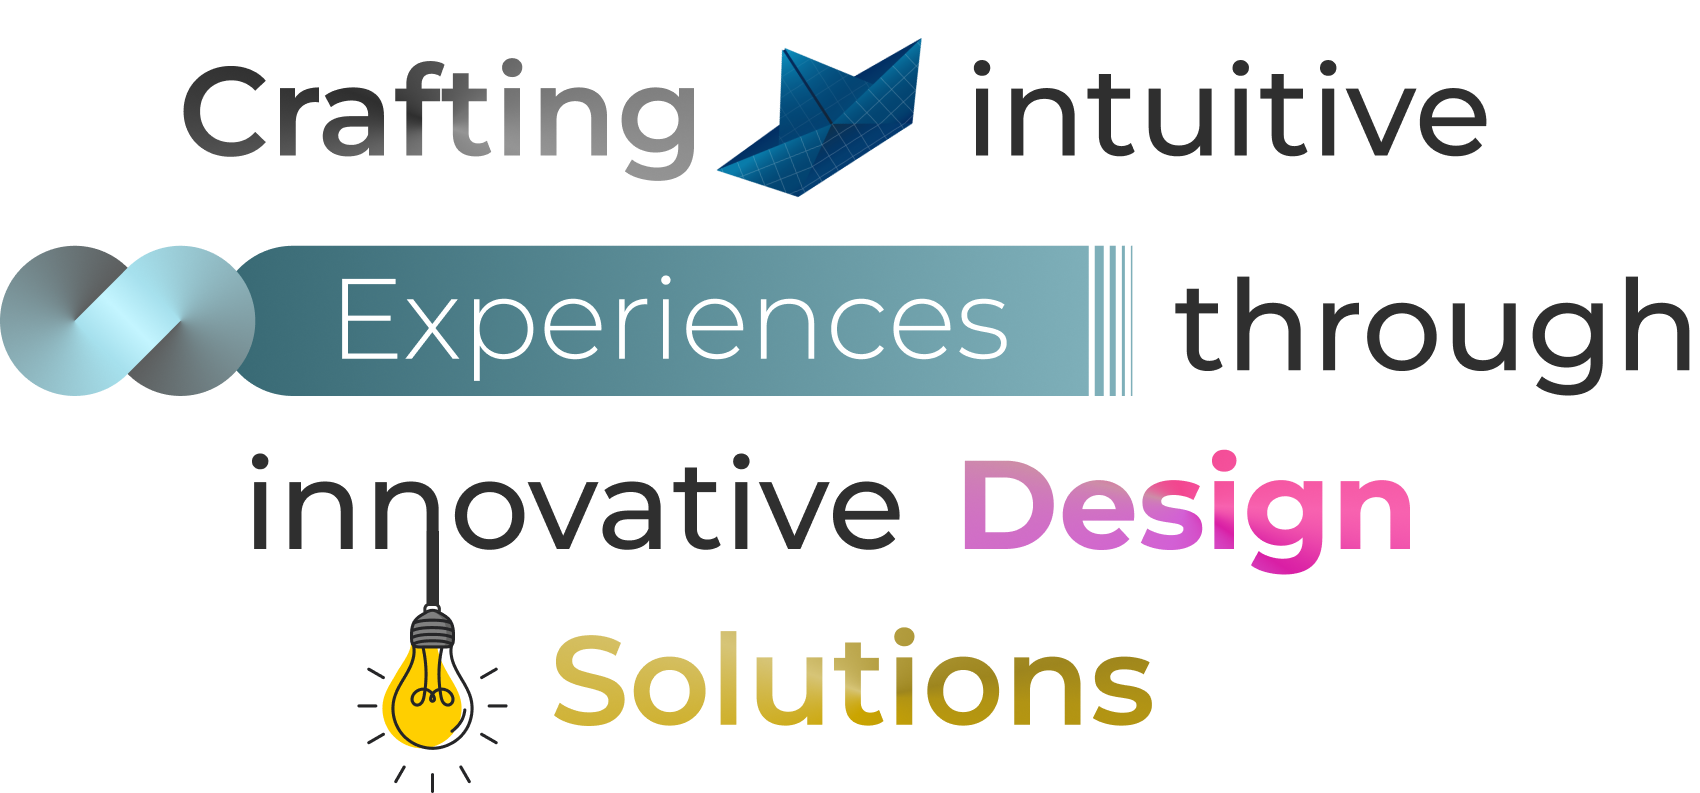 Crafting intuitive
Experiences through
innovative Design
Solutions